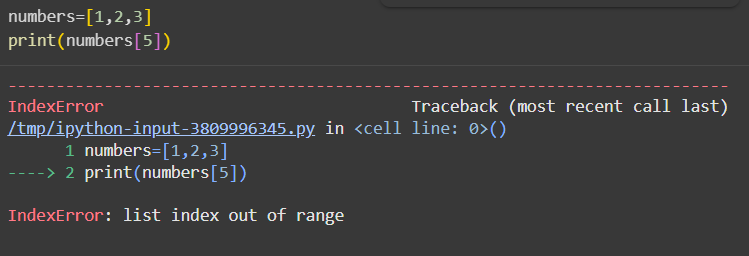 numbers=[1,2,3]
print(numbers[5])
---------------------------------------------------------------------------
IndexError                                Traceback (most recent call last)
/tmp/ipython-input-3809996345.py in <cell line: 0>()
      1 numbers=[1,2,3]
----> 2 print(numbers[5])

IndexError: list index out of range